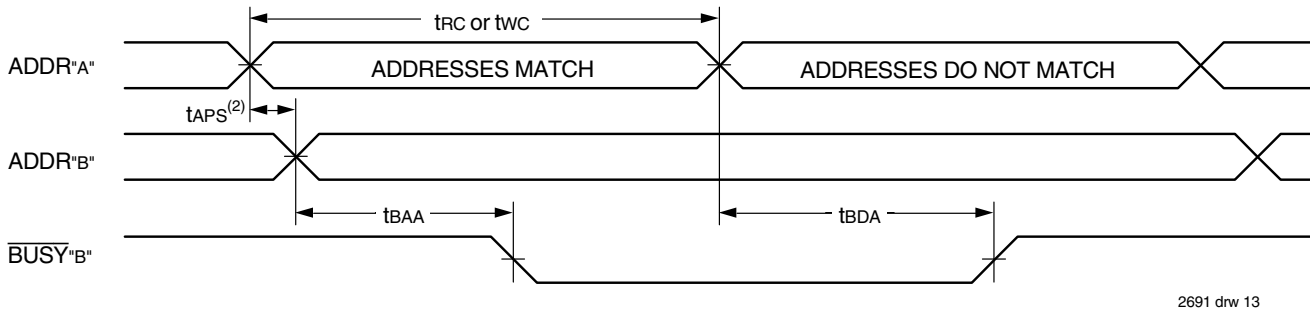 tRC or tWC
ADDR"A"
ADDRESSES MATCH
ADDRESSES DO NOT MATCH
tAPS(2)
ADDR"B"
tBAA
tBDA
BUSY"B"
2691 drw 13